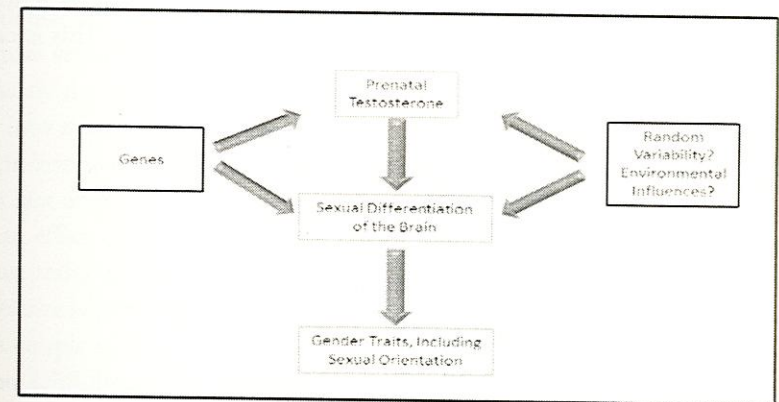 Prenatal
Testosterone
Genes
Random
Variability?
Environmental
Influences?
Sexual Differentiation
of the Brain
Gender Traits, Including
Sexual Orientation